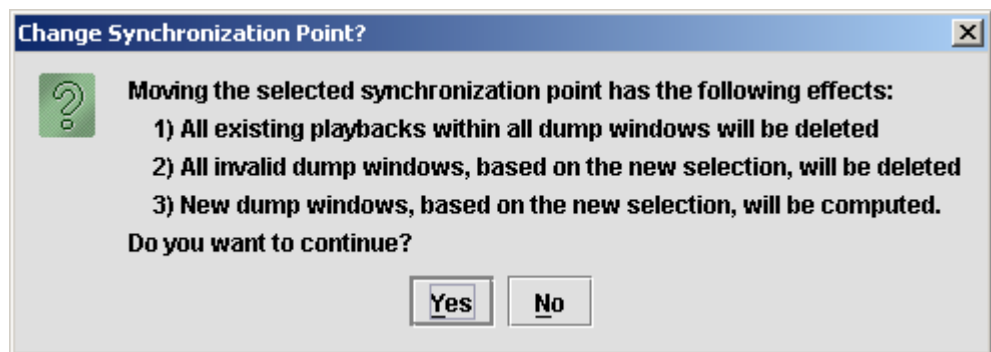 Change Synchronization Point?
Moving the selected synchronization point has the following effects:
1) All existing playbacks within all dump windows will be deleted
2) All invalid dump windows, based on the new selection, will be deleted
3) New dump windows, based on the new selection, will be computed.
Do you want to continue?
Yes No